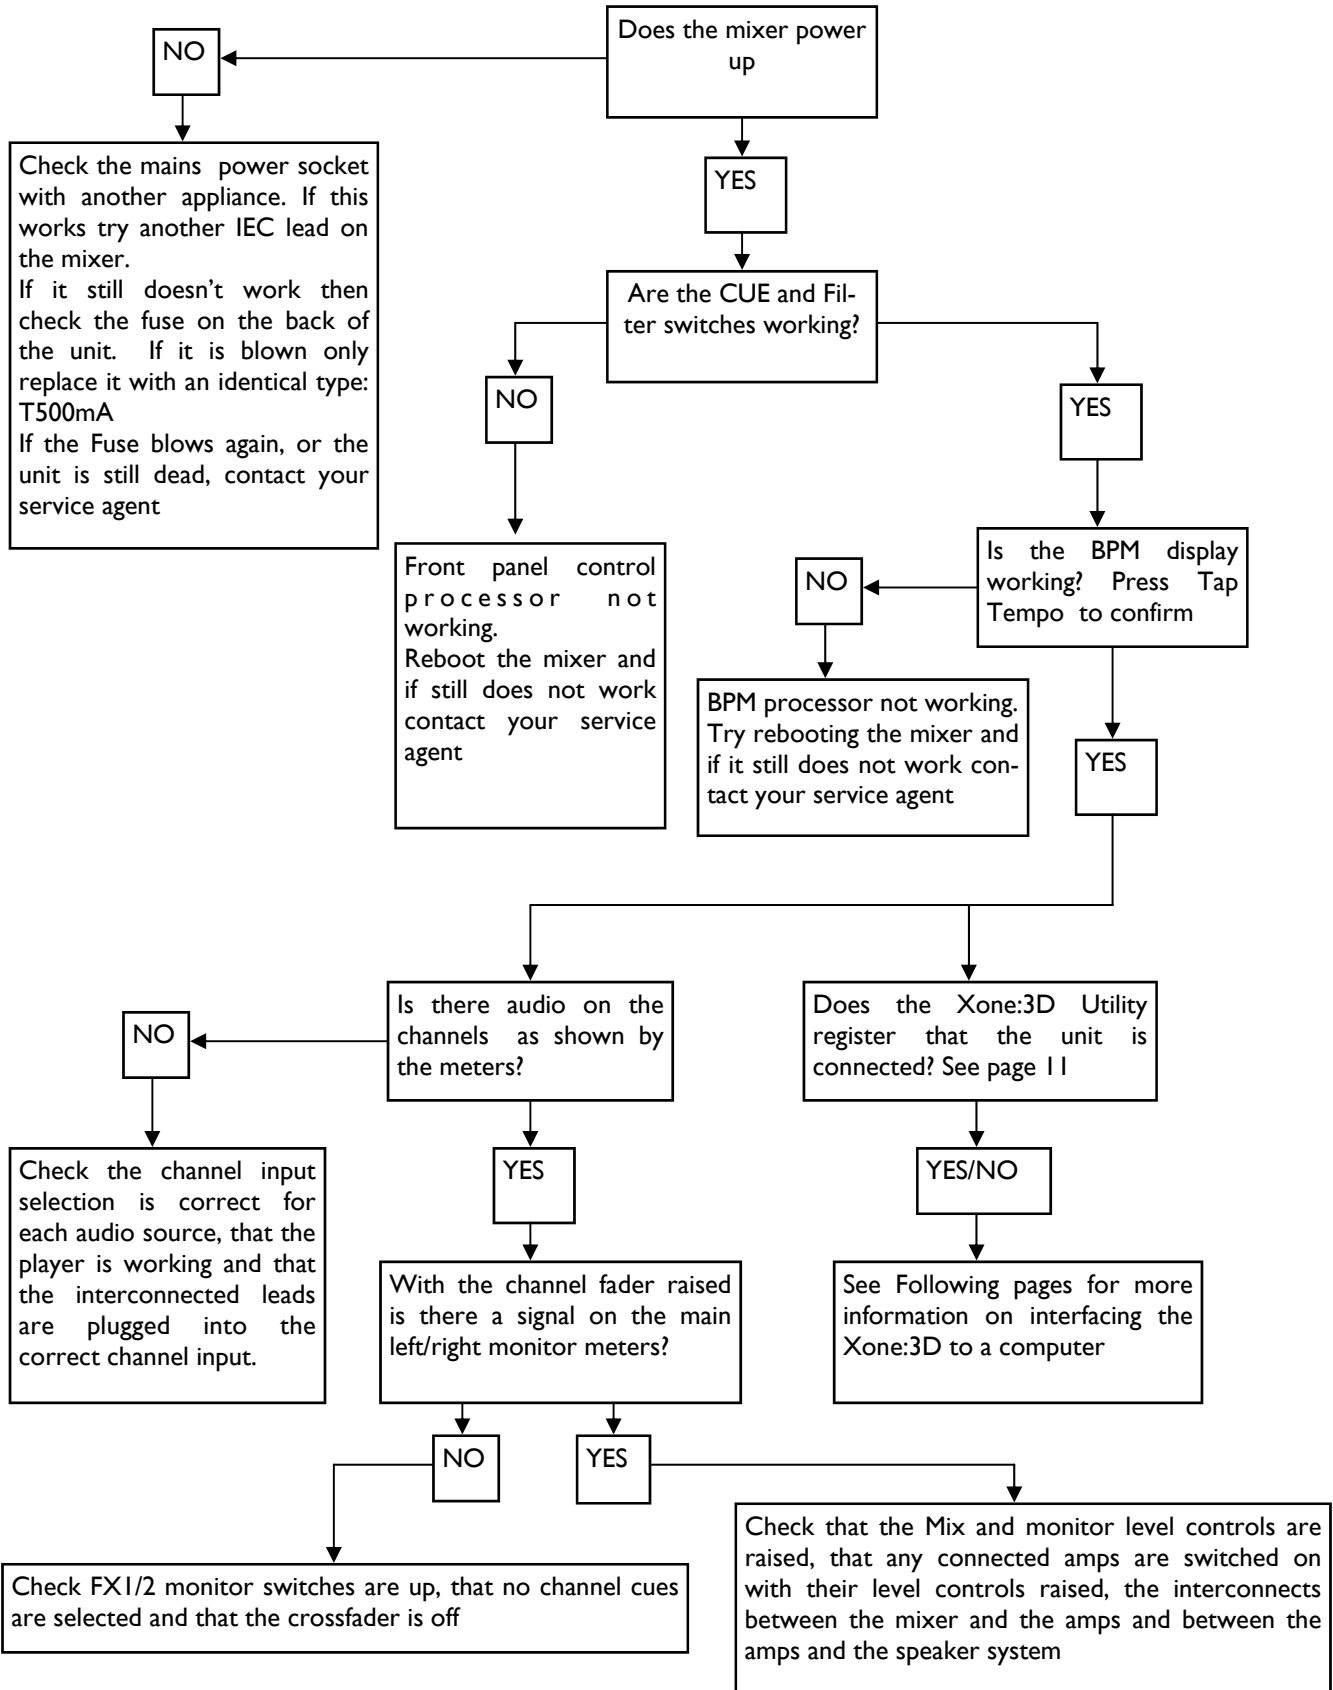 Does the mixer power
up
NO
YES
Check the mains power socket
with another appliance. If this
works try another IEC lead on
the mixer.
If it still doesn't work then
check the fuse on the back of
the unit. If it is blown only
replace it with an identical type:
T500mA
If the Fuse blows again, or the
unit is still dead, contact your
service agent
Are the CUE and Fil-
ter switches working?
NO
YES
Front panel control
processor not
working.
Reboot the mixer and
if still does not work
contact your service
agent
Is the BPM display
working? Press Tap
Tempo to confirm
NO
BPM processor not working.
Try rebooting the mixer and
if it still does not work con-
tact your service agent
YES
Is there audio on the
channels as shown by
the meters?
Does the Xone:3D Utility
register that the unit is
connected? See page 11
NO
YES
YES/NO
Check the channel input
selection is correct for
each audio source, that the
player is working and that
the interconnected leads
are plugged into the
correct channel input.
With the channel fader raised
is there a signal on the main
left/right monitor meters?
See Following pages for more
information on interfacing the
Xone:3D to a computer
NO
YES
Check FX1/2 monitor switches are up, that no channel cues
are selected and that the crossfader is off
Check that the Mix and monitor level controls are
raised, that any connected amps are switched on
with their level controls raised, the interconnects
between the mixer and the amps and between the
amps and the speaker system